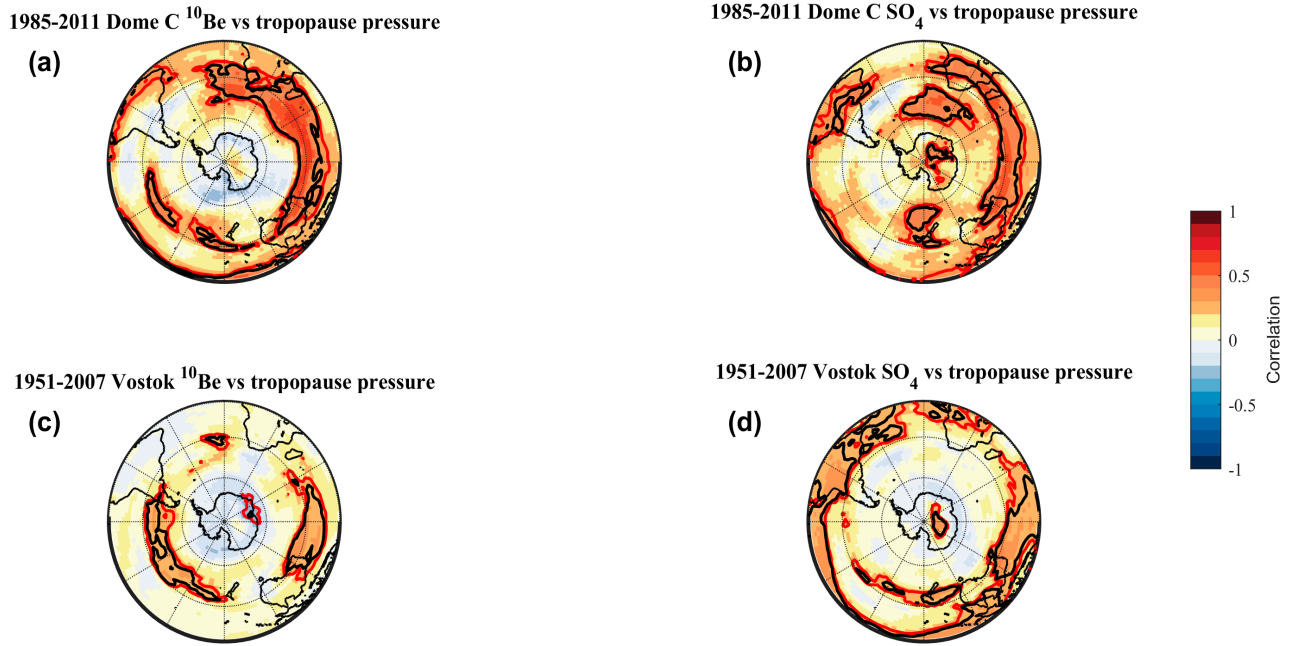 1985-2011 Dome C ¹⁰Be vs tropopause pressure
1985-2011 Dome C SO₄ vs tropopause pressure
(a)
(b)
1
0.5
0
-0.5
-1
Correlation
1951-2007 Vostok ¹⁰Be vs tropopause pressure
1951-2007 Vostok SO₄ vs tropopause pressure
(c)
(d)